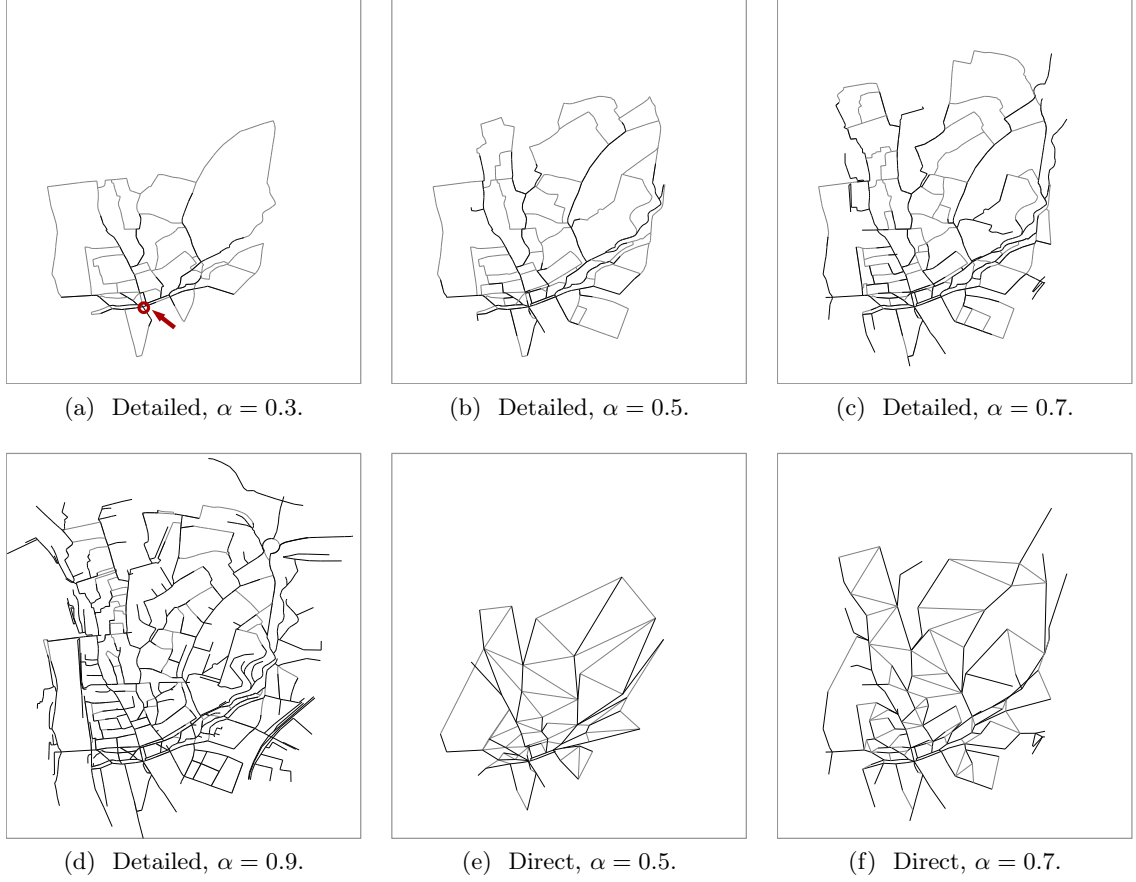 (a) Detailed, α = 0.3.
(b) Detailed, α = 0.5.
(c) Detailed, α = 0.7.
(d) Detailed, α = 0.9.
(e) Direct, α = 0.5.
(f) Direct, α = 0.7.